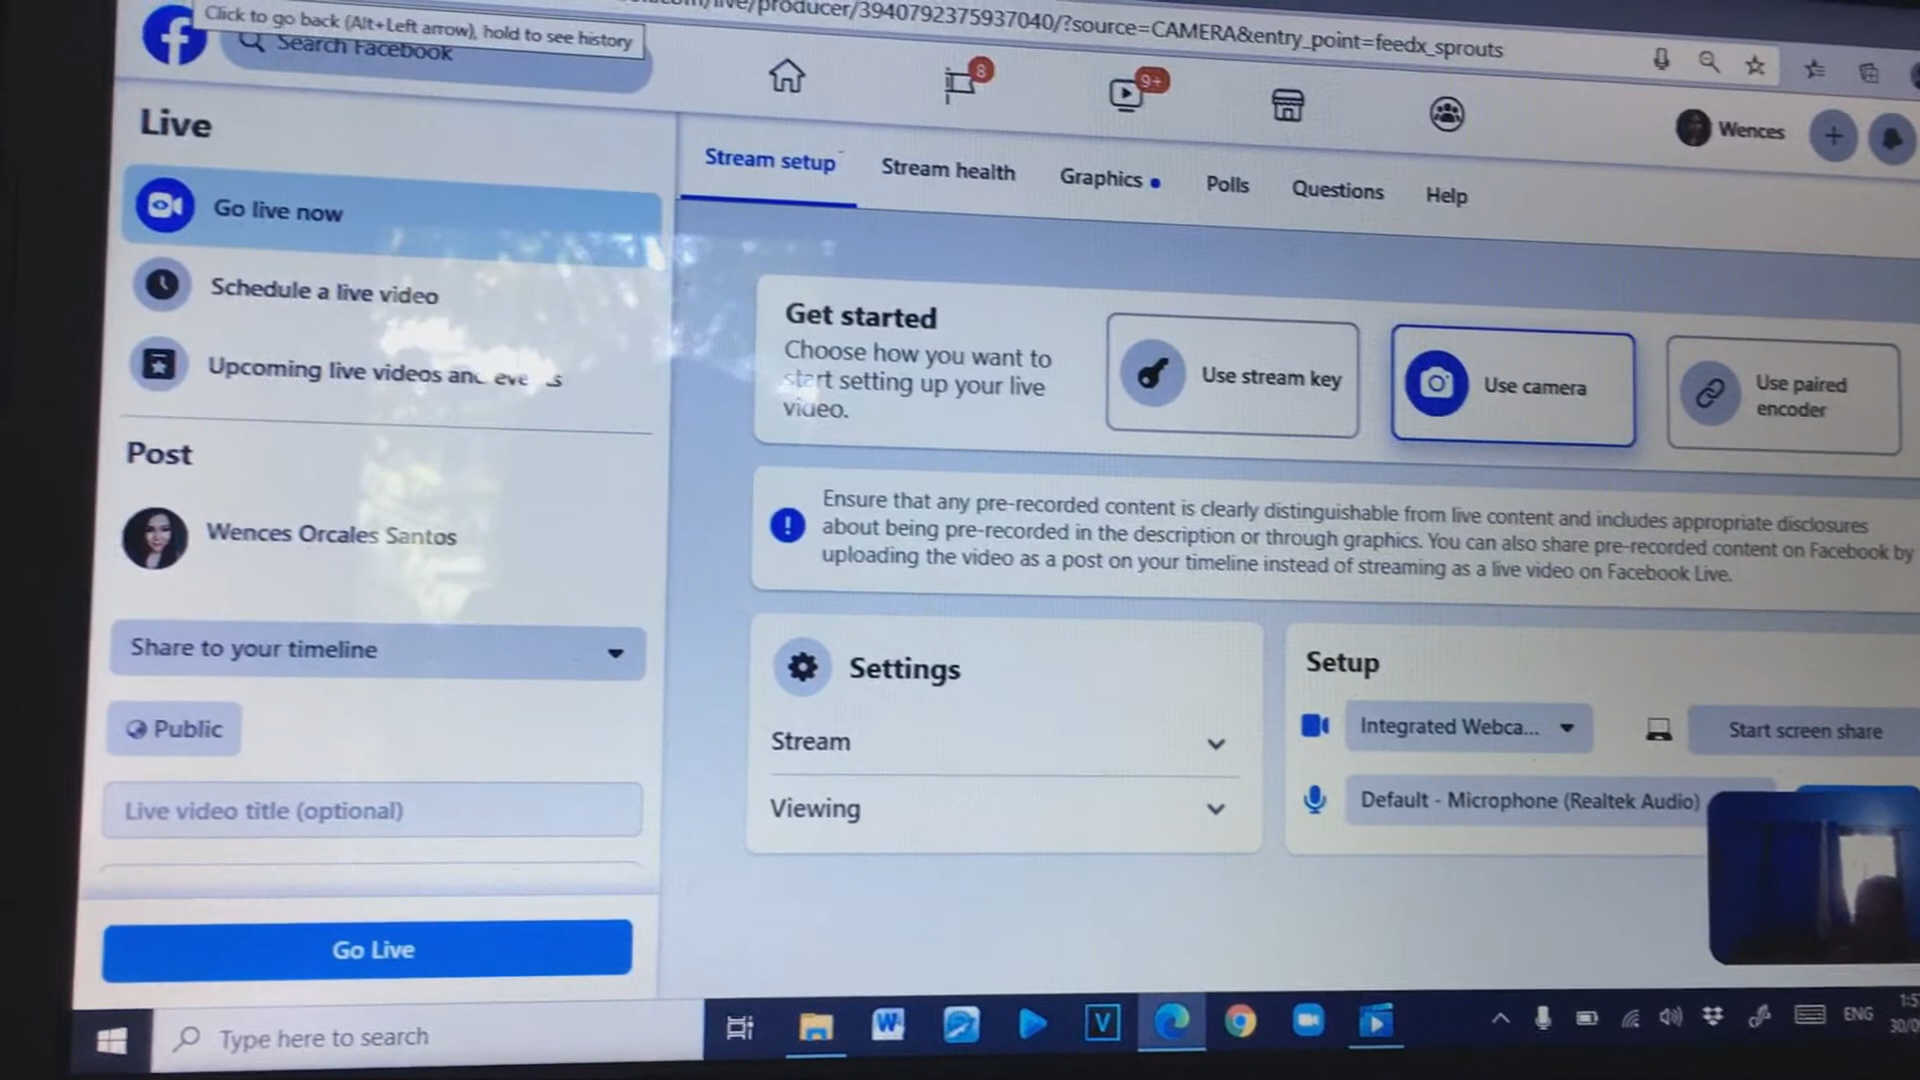 /live/producer/3940792375937040/?source=CAMERA&entry_point=feedx_sprouts
Click to go back (Alt+Left arrow), hold to see history
Search Facebook
8
9+
Wences
Live
Go live now
Schedule a live video
Upcoming live videos and
Post
Wences Orcales Santos
Share to your timeline
Public
Live video title (optional)
Go Live
Stream setup
Stream health
Graphics
Polls
Questions
Help
Get started
Choose how you want to
start setting up your live
video.
Use stream key
Use camera
Use paired
encoder
Ensure that any pre-recorded content is clearly distinguishable from live content and includes appropriate disclosures
about being pre-recorded in the description or through graphics. You can also share pre-recorded content on Facebook by
uploading the video as a post on your timeline instead of streaming as a live video on Facebook Live.
Settings
Stream
Viewing
Setup
Integrated Webca...
Start screen share
Default - Microphone (Realtek Audio)
Type here to search
W
V
ENG